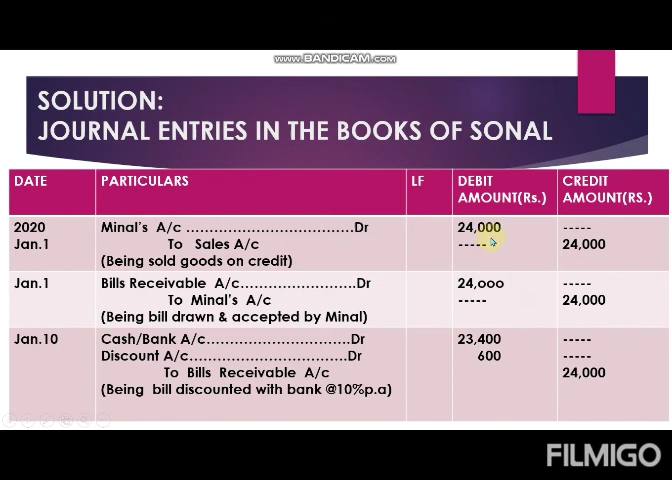 www.BANDICAM.com
SOLUTION:
JOURNAL ENTRIES IN THE BOOKS OF SONAL
DATE PARTICULARS LF DEBIT AMOUNT(Rs.) CREDIT AMOUNT(RS.)
2020 Minal's A/c ...................................Dr 24,000 -----
Jan.1 To Sales A/c ----- 24,000
(Being sold goods on credit)
Jan.1 Bills Receivable A/c........................Dr 24,ooo -----
To Minal's A/c ----- 24,000
(Being bill drawn & accepted by Minal)
Jan.10 Cash/Bank A/c..............................Dr 23,400 -----
Discount A/c.................................Dr 600 -----
To Bills Receivable A/c 24,000
(Being bill discounted with bank @10%p.a)
FILMIGO